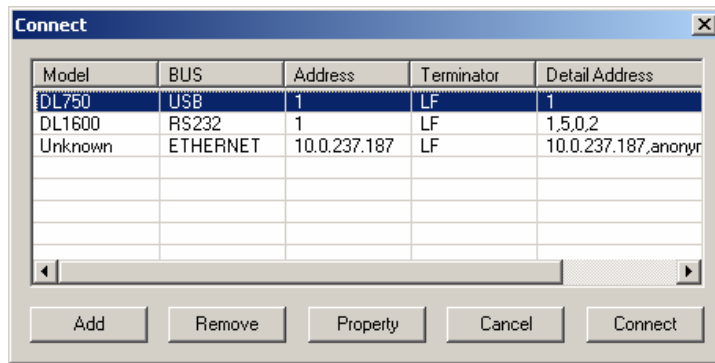 Connect
Model BUS Address Terminator Detail Address
DL750 USB 1 LF 1
DL1600 RS232 1 LF 1,5,0,2
Unknown ETHERNET 10.0.237.187 LF 10.0.237.187,anonyr
Add Remove Property Cancel Connect